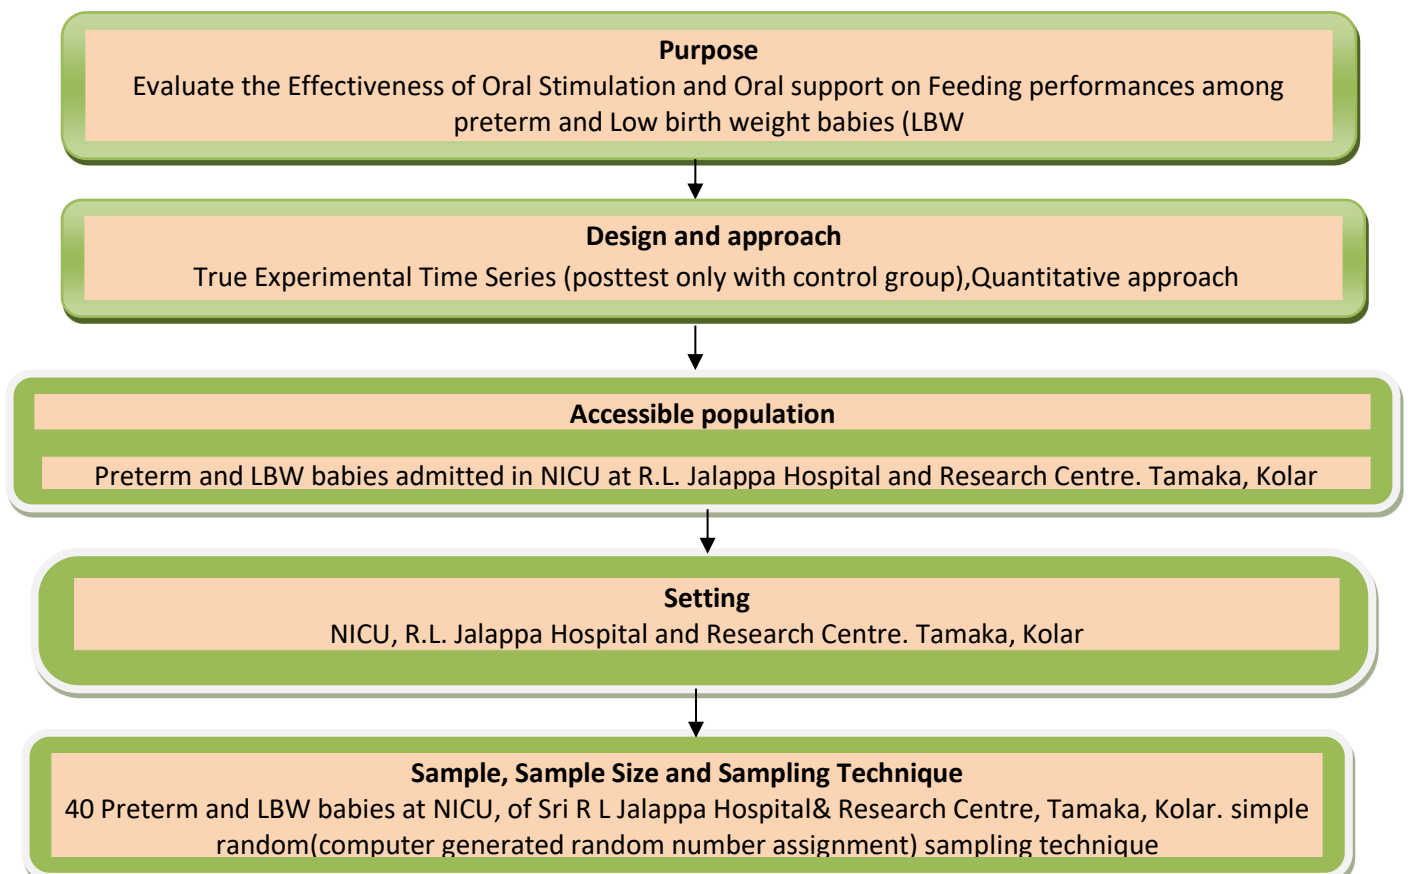 Purpose
Evaluate the Effectiveness of Oral Stimulation and Oral support on Feeding performances among
preterm and Low birth weight babies (LBW
Design and approach
True Experimental Time Series (posttest only with control group),Quantitative approach
Accessible population
Preterm and LBW babies admitted in NICU at R.L. Jalappa Hospital and Research Centre. Tamaka, Kolar
Setting
NICU, R.L. Jalappa Hospital and Research Centre. Tamaka, Kolar
Sample, Sample Size and Sampling Technique
40 Preterm and LBW babies at NICU, of Sri R L Jalappa Hospital& Research Centre, Tamaka, Kolar. simple
random(computer generated random number assignment) sampling technique